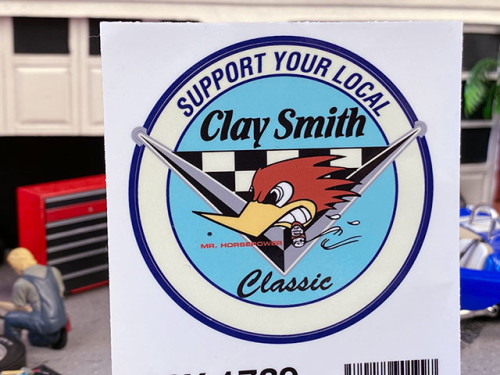 SUPPORT YOUR LOCAL
Clay Smith
MR. HORSEPOWER
Classic